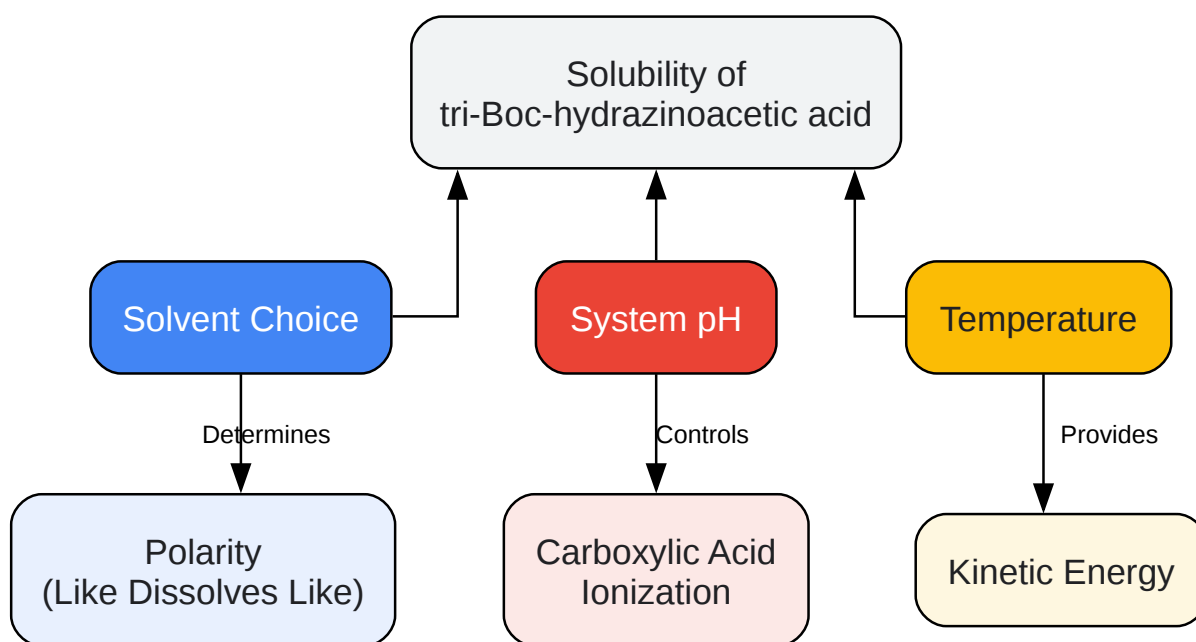 Solubility of
tri-Boc-hydrazinoacetic acid
Solvent Choice
System pH
Temperature
Determines
Controls
Provides
Polarity
(Like Dissolves Like)
Carboxylic Acid
Ionization
Kinetic Energy